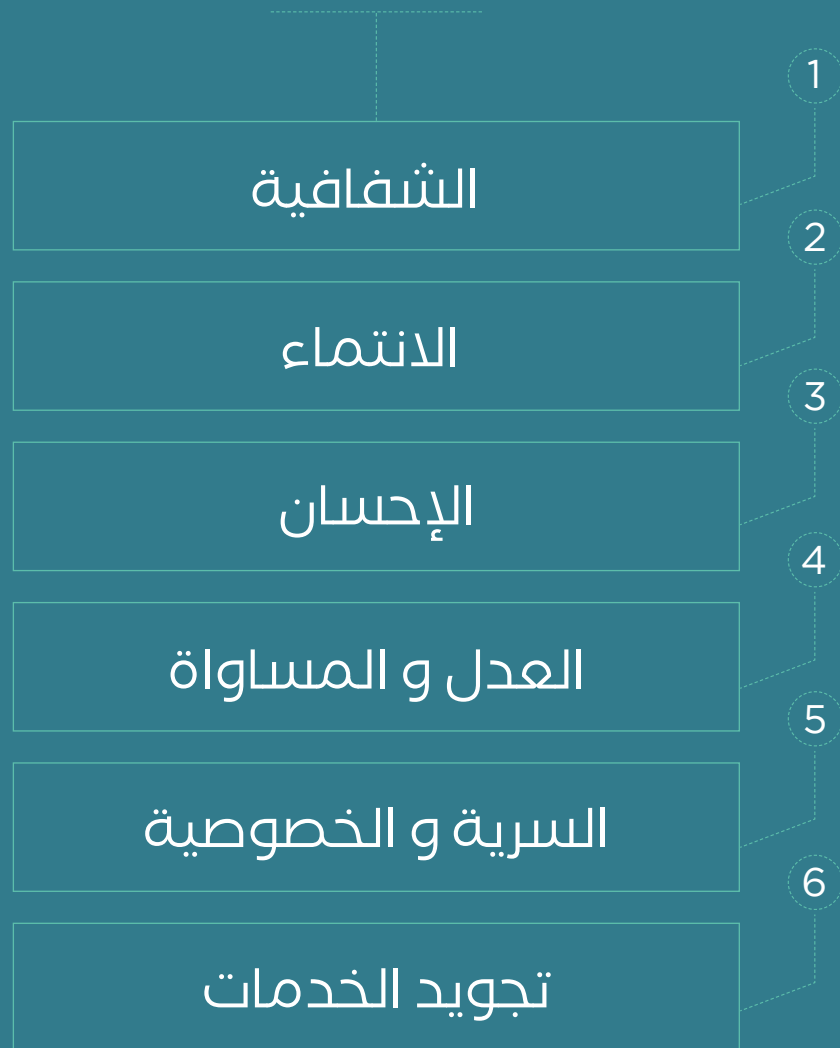 1
الشفافية
2
الانتماء
3
الإحسان
4
العدل و المساواة
5
السرية و الخصوصية
6
تجويد الخدمات